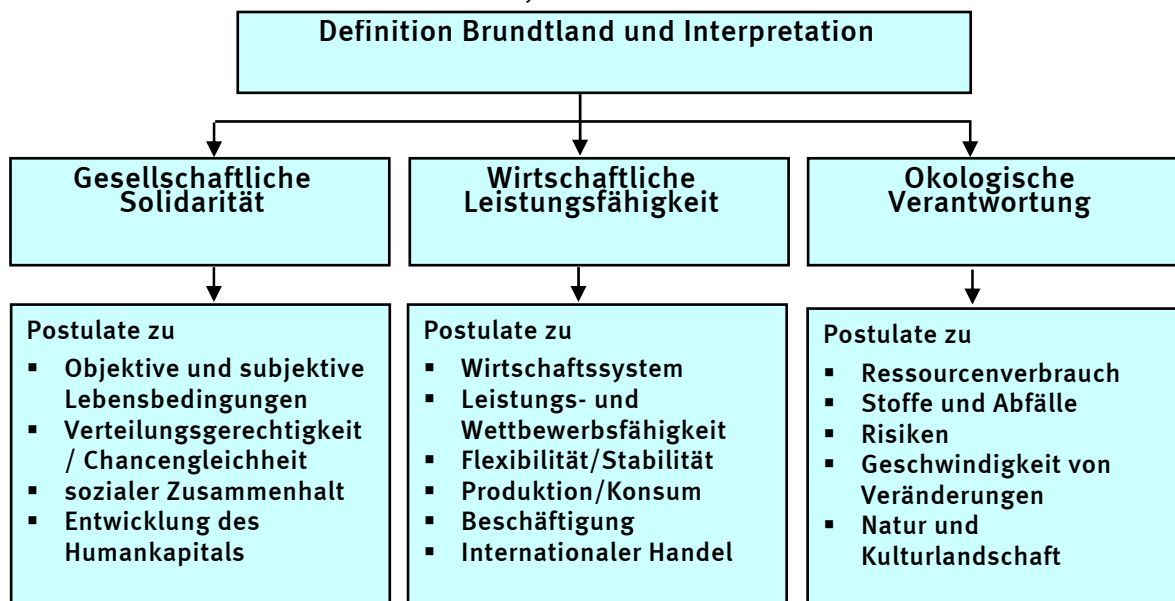 Definition Brundtland und Interpretation
Gesellschaftliche
Solidarität
Wirtschaftliche
Leistungsfähigkeit
Okologische
Verantwortung
Postulate zu
▪ Objektive und subjektive
Lebensbedingungen
▪ Verteilungsgerechtigkeit
/ Chancengleichheit
▪ sozialer Zusammenhalt
▪ Entwicklung des
Humankapitals
Postulate zu
▪ Wirtschaftssystem
▪ Leistungs- und
Wettbewerbsfähigkeit
▪ Flexibilität/Stabilität
▪ Produktion/Konsum
▪ Beschäftigung
▪ Internationaler Handel
Postulate zu
▪ Ressourcenverbrauch
▪ Stoffe und Abfälle
▪ Risiken
▪ Geschwindigkeit von
Veränderungen
▪ Natur und
Kulturlandschaft